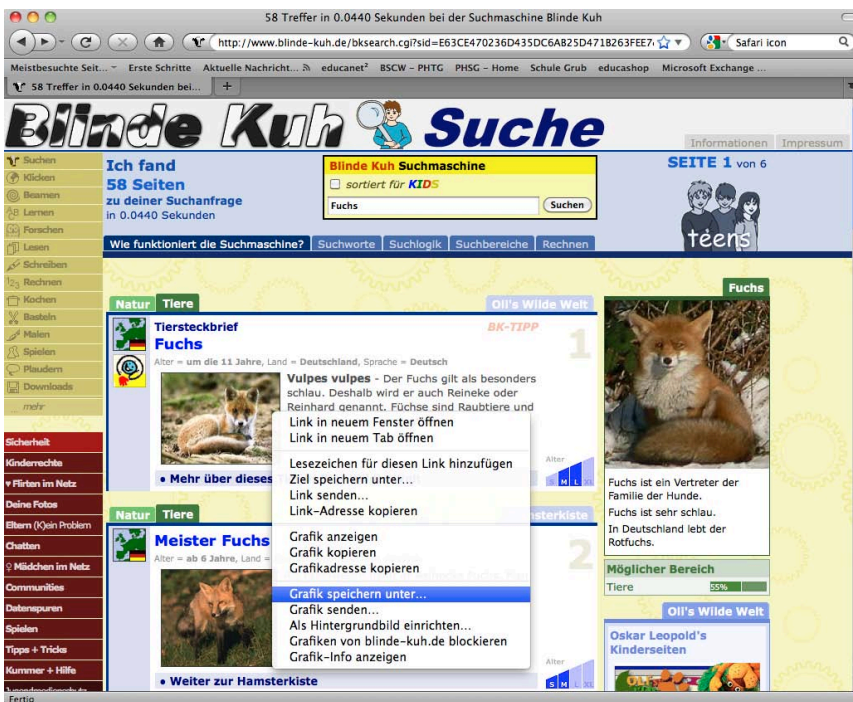 58 Treffer in 0.0440 Sekunden bei der Suchmaschine Blinde Kuh
http://www.blinde-kuh.de/bksearch.cgi?sid=E63CE470236D435DC6AB25D471B263FEE7
Safari icon
Meistbesuchte Seit... Erste Schritte Aktuelle Nachricht... educanet² BSCW – PHTG PHSG – Home Schule Grub educashop Microsoft Exchange ...
58 Treffer in 0.0440 Sekunden bei... +
Blinde Kuh Suche
Informationen Impressum
Suchen
Klicken
Beamen
Lernen
Forschen
Lesen
Schreiben
Rechnen
Kochen
Basteln
Malen
Spielen
Plaudern
Downloads
... mehr
Sicherheit
Kinderrechte
▾ Flirten im Netz
Deine Fotos
Eltern (K)ein Problem
Chatten
♀ Mädchen im Netz
Communities
Datenspuren
Spielen
Tipps + Tricks
Kummer + Hilfe
Jugendmedienschutz
Ich fand
58 Seiten
zu deiner Suchanfrage
in 0.0440 Sekunden
Blinde Kuh Suchmaschine
sortiert für KIDS
Fuchs
Suchen
SEITE 1 von 6
teens
Wie funktioniert die Suchmaschine? Suchworte Suchlogik Suchbereiche Rechnen
Natur Tiere
Oli's Wilde Welt
Tiersteckbrief
BK-TIPP
1
Fuchs
Alter = um die 11 Jahre, Land = Deutschland, Sprache = Deutsch
Vulpes vulpes - Der Fuchs gilt als besonders
schlau. Deshalb wird er auch Reineke oder
Reinhard genannt. Füchse sind Raubtiere und
• Mehr über dieses
Alter
S M L XL
Link in neuem Fenster öffnen
Link in neuem Tab öffnen
Lesezeichen für diesen Link hinzufügen
Ziel speichern unter...
Link senden...
Link-Adresse kopieren
Grafik anzeigen
Grafik kopieren
Grafikadresse kopieren
Grafik speichern unter...
Grafik senden...
Als Hintergrundbild einrichten...
Grafiken von blinde-kuh.de blockieren
Grafik-Info anzeigen
Natur Tiere
Hamsterkiste
Meister Fuchs
2
Alter = ab 6 Jahre, Land =
Alter
S M L XL
• Weiter zur Hamsterkiste
Fuchs
Fuchs ist ein Vertreter der
Familie der Hunde.
Fuchs ist sehr schlau.
In Deutschland lebt der
Rotfuchs.
Möglicher Bereich
Tiere 55%
Oli's Wilde Welt
Oskar Leopold's
Kinderseiten
Fertig